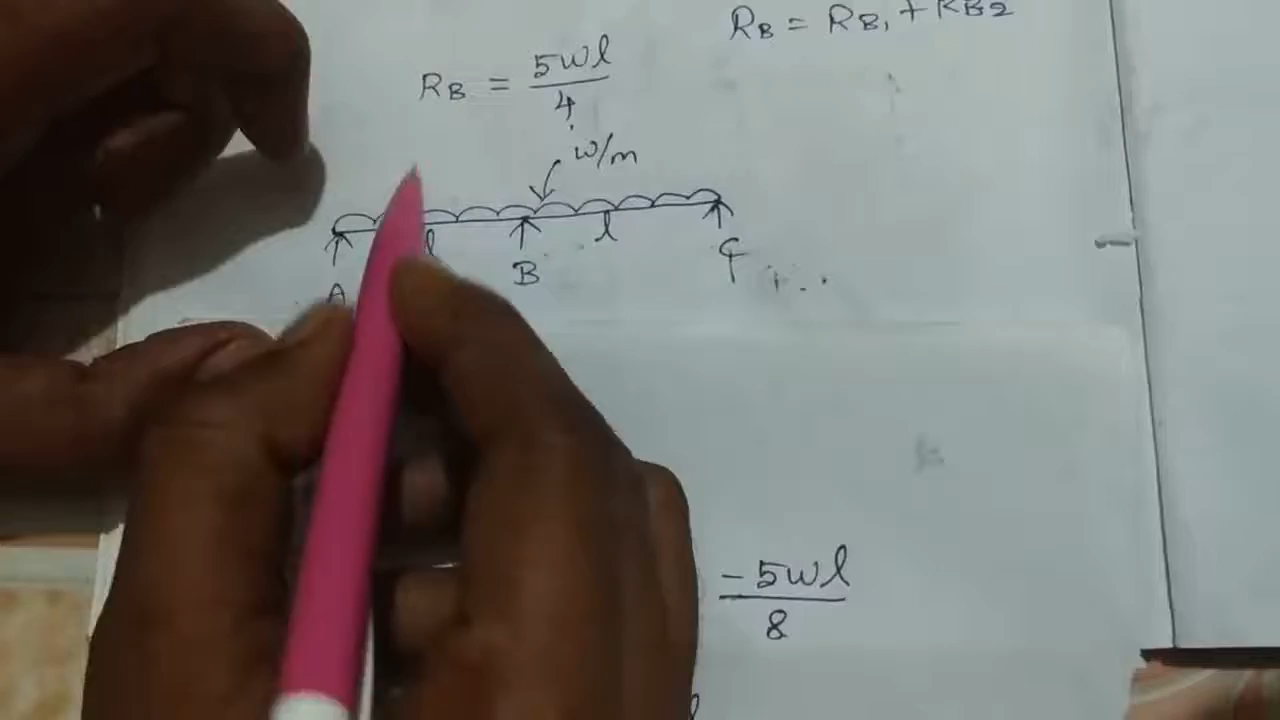 RB = RB1 + RB2
RB = 5wl/4
w/m
l l
A B C
-5wl/8